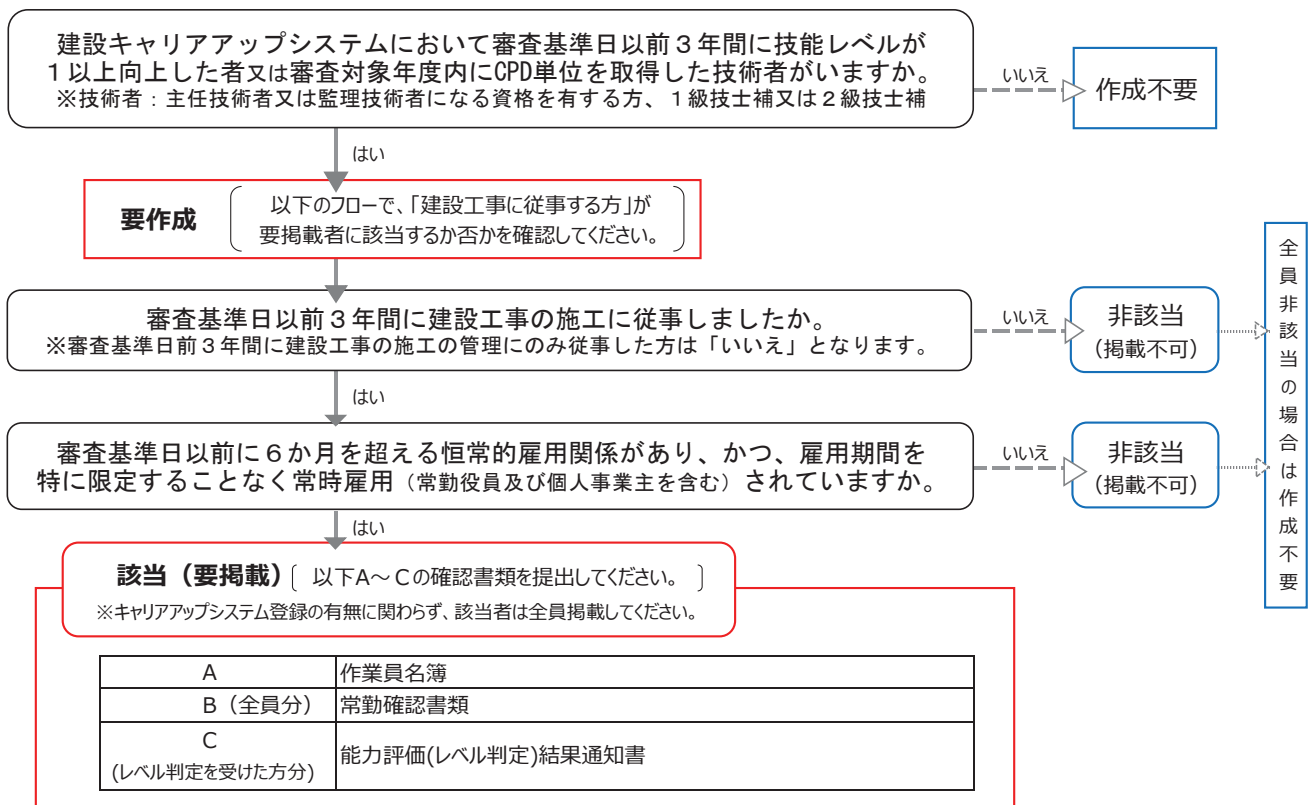 建設キャリアアップシステムにおいて審査基準日以前３年間に技能レベルが
１以上向上した者又は審査対象年度内にCPD単位を取得した技術者がいますか。
※技術者：主任技術者又は監理技術者になる資格を有する方、１級技士補又は２級技士補
いいえ
作成不要
はい
要作成
以下のフローで、「建設工事に従事する方」が
要掲載者に該当するか否かを確認してください。
審査基準日以前３年間に建設工事の施工に従事しましたか。
※審査基準日前３年間に建設工事の施工の管理にのみ従事した方は「いいえ」となります。
いいえ
非該当
（掲載不可）
全員非該当の場合は作成不要
はい
審査基準日以前に６か月を超える恒常的雇用関係があり、かつ、雇用期間を
特に限定することなく常時雇用（常勤役員及び個人事業主を含む）されていますか。
いいえ
非該当
（掲載不可）
はい
該当（要掲載）〔 以下A～Cの確認書類を提出してください。 〕
※キャリアアップシステム登録の有無に関わらず、該当者は全員掲載してください。
A 作業員名簿
B（全員分） 常勤確認書類
C
(レベル判定を受けた方分) 能力評価(レベル判定)結果通知書